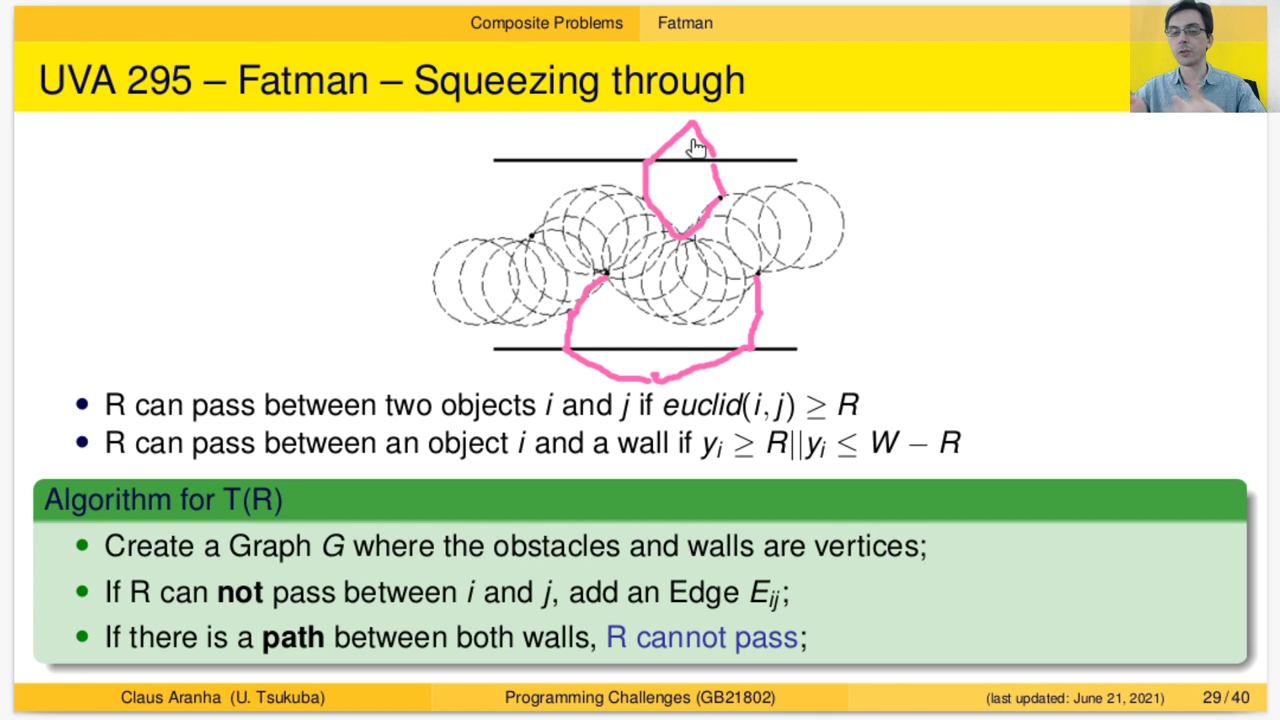 Composite Problems Fatman
UVA 295 – Fatman – Squeezing through
• R can pass between two objects i and j if euclid(i, j) ≥ R
• R can pass between an object i and a wall if yᵢ ≥ R||yᵢ ≤ W − R
Algorithm for T(R)
• Create a Graph G where the obstacles and walls are vertices;
• If R can not pass between i and j, add an Edge Eᵢⱼ;
• If there is a path between both walls, R cannot pass;
Claus Aranha (U. Tsukuba) Programming Challenges (GB21802) (last updated: June 21, 2021) 29 / 40